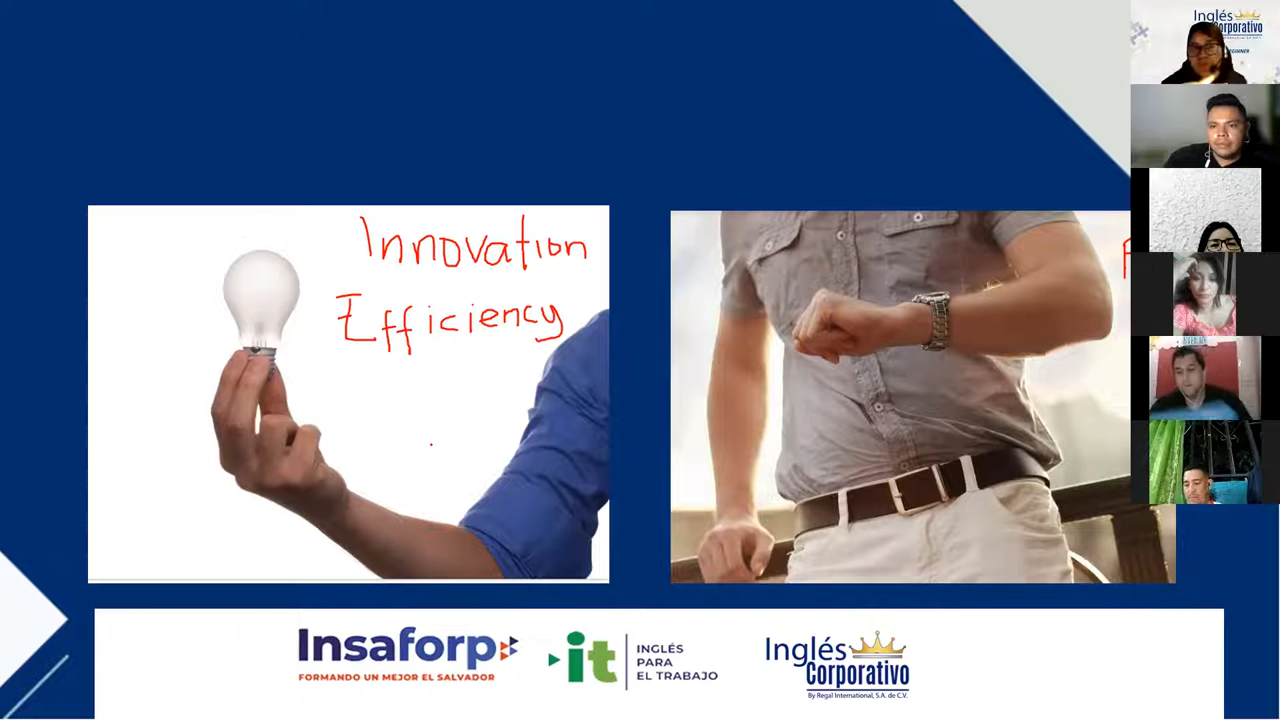 Innovation
Efficiency
Inglés
Corporativo
Insaforp
FORMANDO UN MEJOR EL SALVADOR
it
INGLÉS
PARA
EL TRABAJO
Inglés
Corporativo
By Regal International, S.A. de C.V.